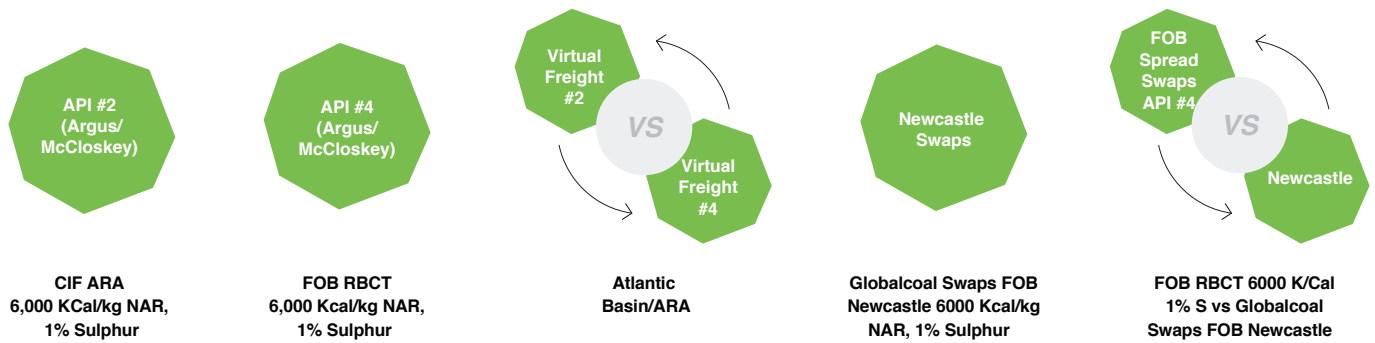 API #2
(Argus/
McCloskey)
CIF ARA
6,000 KCal/kg NAR,
1% Sulphur
API #4
(Argus/
McCloskey)
FOB RBCT
6,000 Kcal/kg NAR,
1% Sulphur
Virtual
Freight
#2
VS
Virtual
Freight
#4
Atlantic
Basin/ARA
Newcastle
Swaps
Globalcoal Swaps FOB
Newcastle 6000 Kcal/kg
NAR, 1% Sulphur
FOB
Spread
Swaps
API #4
VS
Newcastle
FOB RBCT 6000 K/Cal
1% S vs Globalcoal
Swaps FOB Newcastle